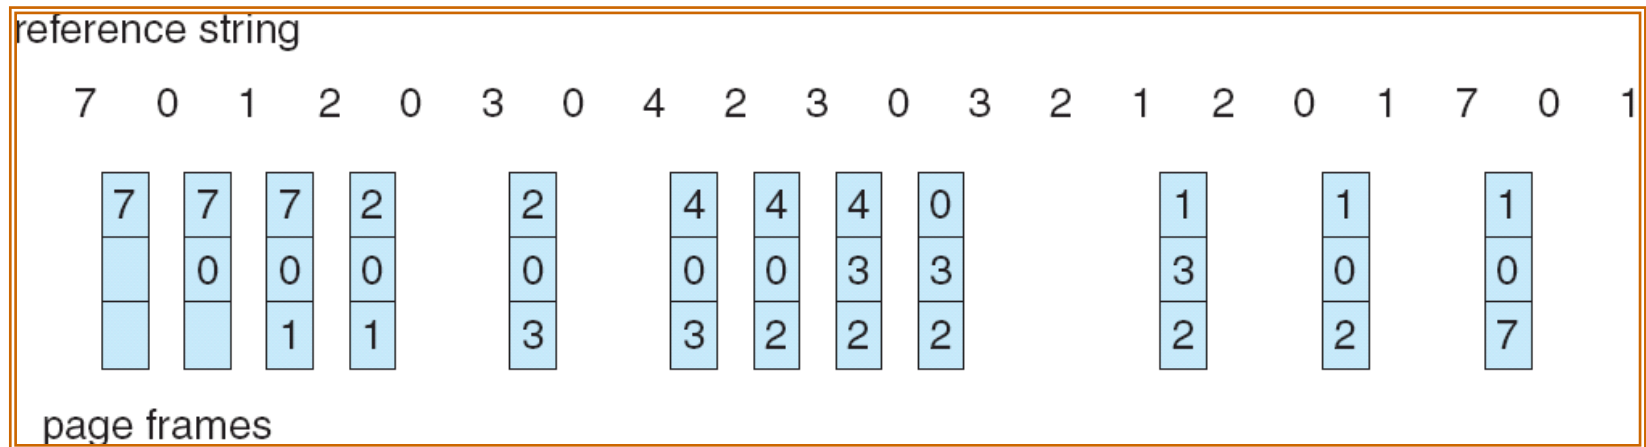 reference string
7 0 1 2 0 3 0 4 2 3 0 3 2 1 2 0 1 7 0 1
7 7 7 2 2 4 4 4 0 1 1 1
0 0 0 0 0 0 3 3 3 0 0
1 1 3 3 2 2 2 2 2 7
page frames